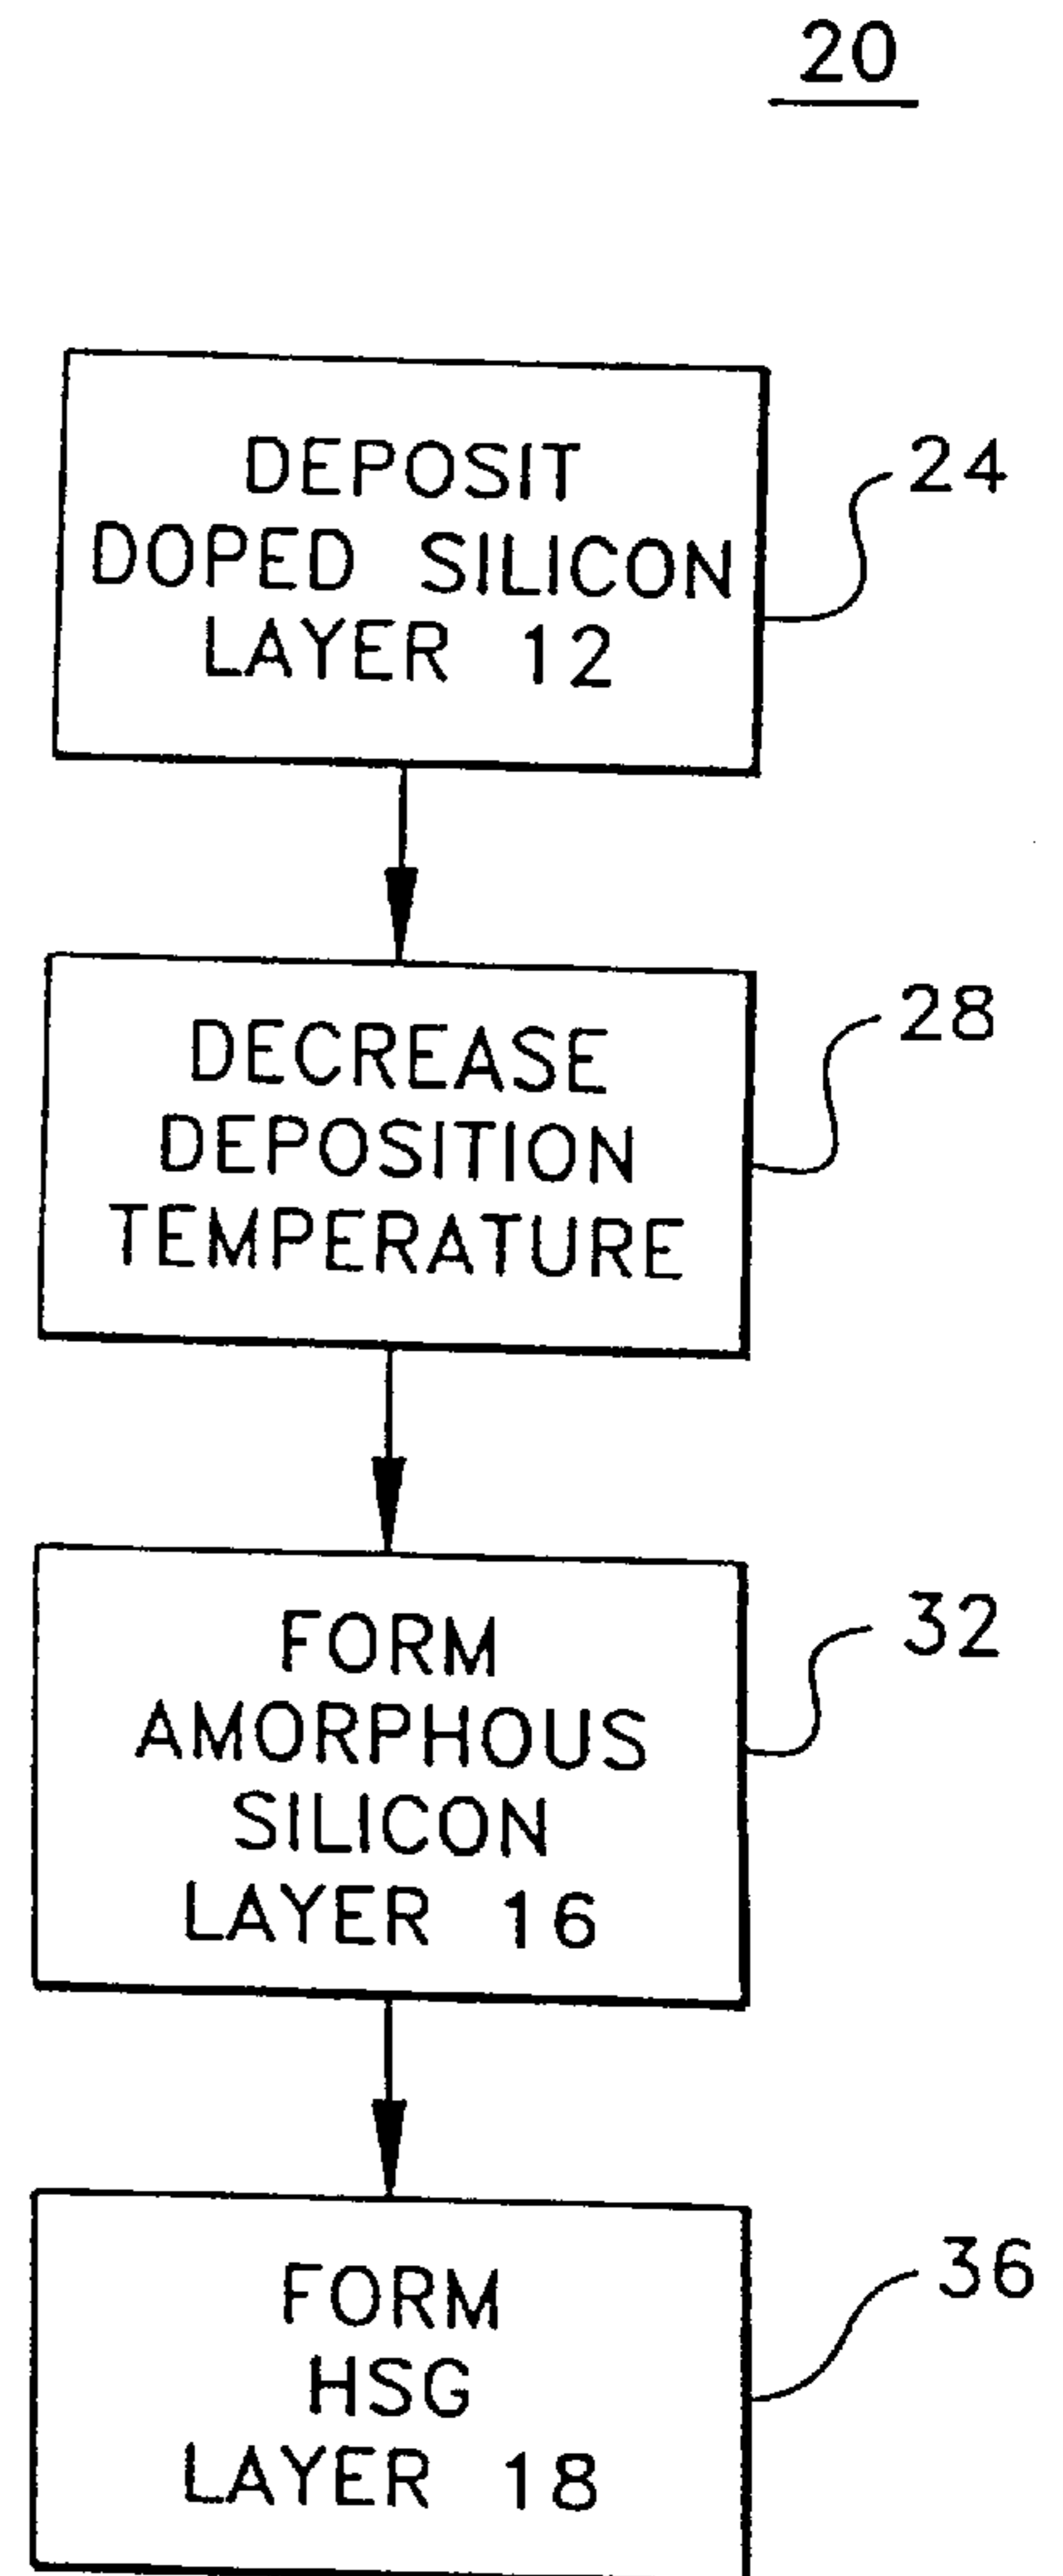 20
DEPOSIT
DOPED SILICON
LAYER 12
24
DECREASE
DEPOSITION
TEMPERATURE
28
FORM
AMORPHOUS
SILICON
LAYER 16
32
FORM
HSG
LAYER 18
36